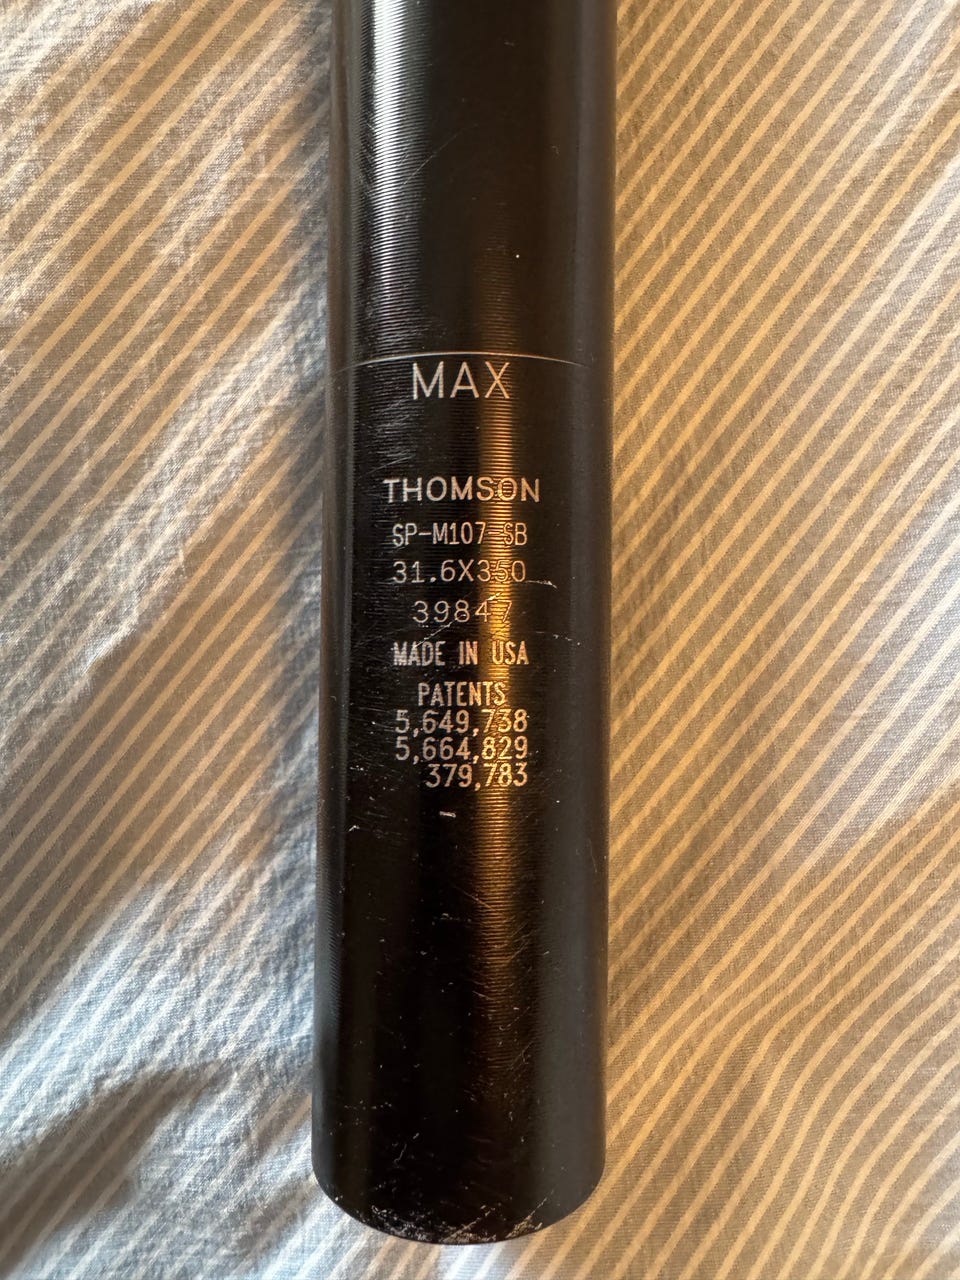 MAX
THOMSON
SP-M107-SB
31.6X350
39847
MADE IN USA
PATENTS
5,649,738
5,664,829
379,783